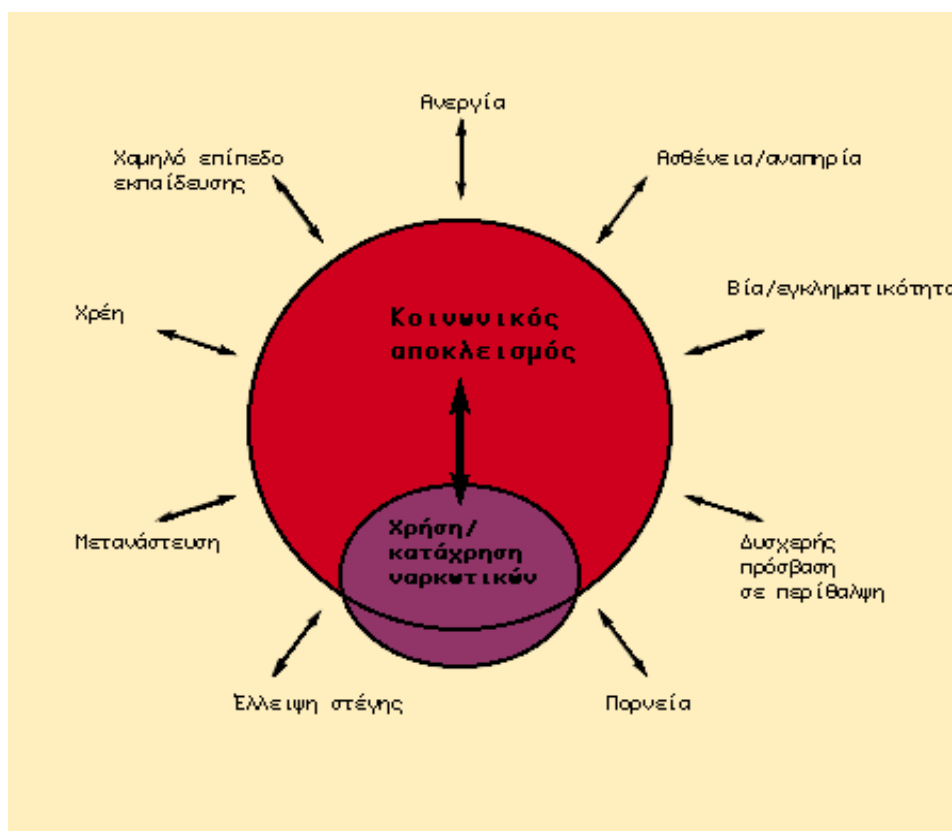 Ανεργία
Χαμηλό επίπεδο
εκπαίδευσης
Ασθένεια/αναπηρία
Χρέη
Βία/εγκληματικότητα
Κοινωνικός
αποκλεισμός
Χρήση/
κατάχρηση
ναρκωτικών
Μετανάστευση
Δυσχερής
πρόσβαση
σε περίθαλψη
Έλλειψη στέγης
Πορνεία